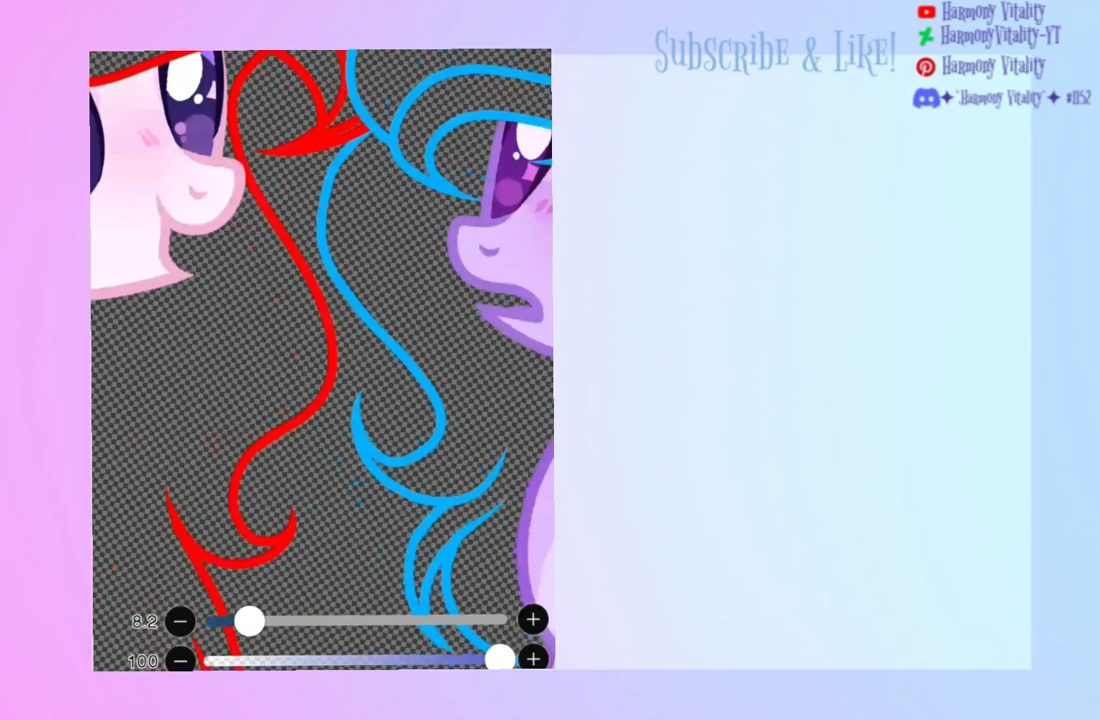 Harmony Vitality
HarmonyVitality-YT
Subscribe & Like!
Harmony Vitality
✦*.Harmony Vitality*✦ #1152
8.2
100